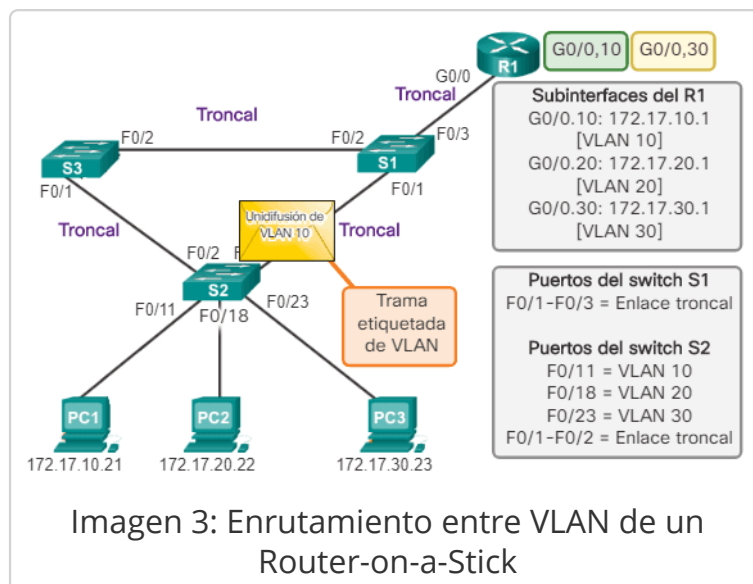 G0/0,10
G0/0,30
R1
G0/0
Troncal
Troncal
Subinterfaces del R1
G0/0.10: 172.17.10.1
[VLAN 10]
G0/0.20: 172.17.20.1
[VLAN 20]
G0/0.30: 172.17.30.1
[VLAN 30]
F0/2
F0/2
F0/3
S3
S1
F0/1
F0/1
Unidifusión de
VLAN 10
Troncal
Troncal
F0/2
S2
F0/11
F0/18
F0/23
Trama
etiquetada
de VLAN
Puertos del switch S1
F0/1-F0/3 = Enlace troncal
Puertos del switch S2
F0/11 = VLAN 10
F0/18 = VLAN 20
F0/23 = VLAN 30
F0/1-F0/2 = Enlace troncal
PC1
PC2
PC3
172.17.10.21
172.17.20.22
172.17.30.23
Imagen 3: Enrutamiento entre VLAN de un
Router-on-a-Stick